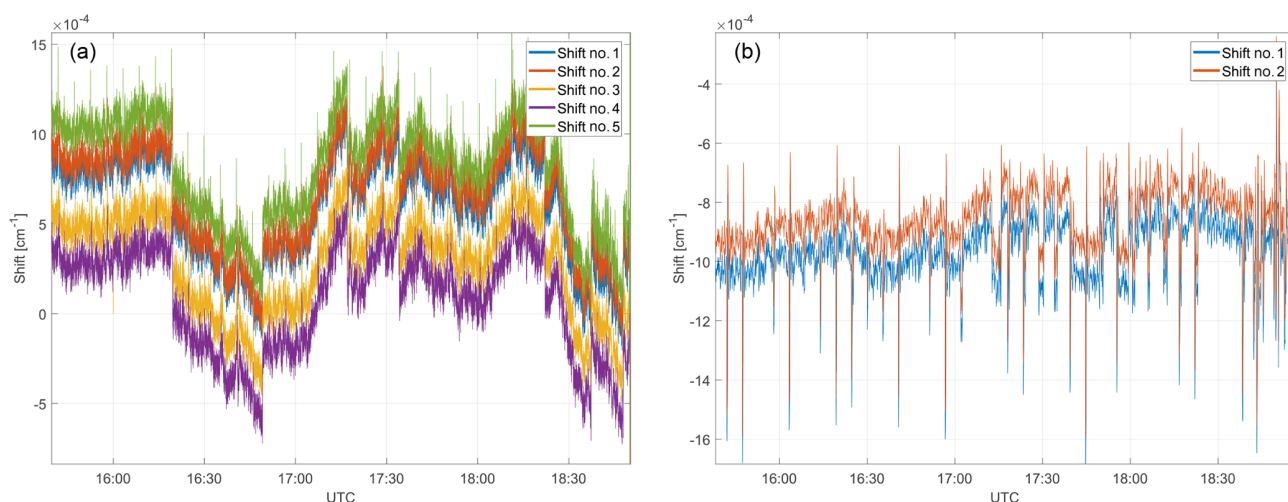 ×10⁻⁴
(a)
Shift no. 1
Shift no. 2
Shift no. 3
Shift no. 4
Shift no. 5
15
10
5
0
-5
Shift [cm⁻¹]
16:00 16:30 17:00 17:30 18:00 18:30
UTC
×10⁻⁴
(b)
Shift no. 1
Shift no. 2
-4
-6
-8
-10
-12
-14
-16
Shift [cm⁻¹]
16:00 16:30 17:00 17:30 18:00 18:30
UTC